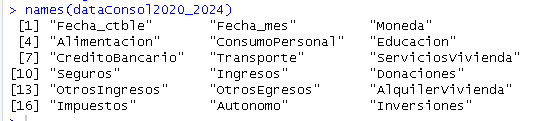 > names(dataConsol2020_2024)
[1] "Fecha_ctble" "Fecha_mes" "Moneda"
[4] "Alimentacion" "ConsumoPersonal" "Educacion"
[7] "CreditoBancario" "Transporte" "ServiciosVivienda"
[10] "Seguros" "Ingresos" "Donaciones"
[13] "OtrosIngresos" "OtrosEgresos" "AlquilerVivienda"
[16] "Impuestos" "Autonomo" "Inversiones"
>